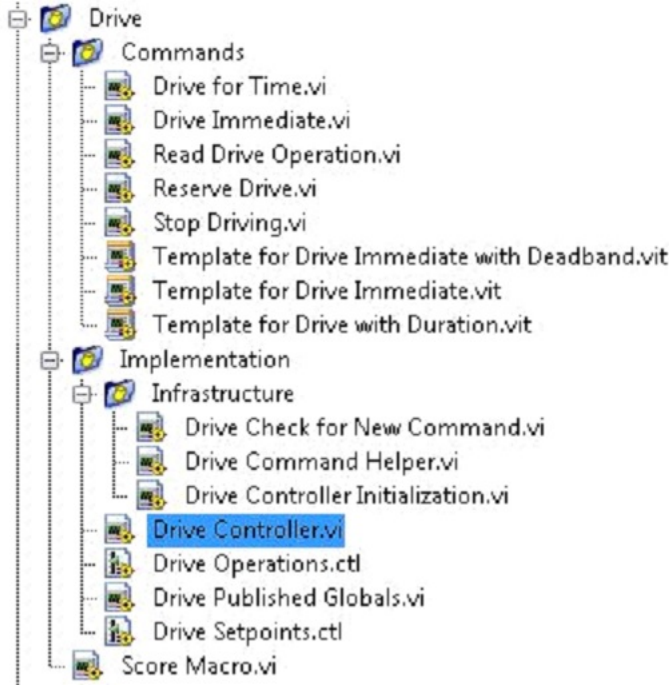 Drive
Commands
Drive for Time.vi
Drive Immediate.vi
Read Drive Operation.vi
Reserve Drive.vi
Stop Driving.vi
Template for Drive Immediate with Deadband.vit
Template for Drive Immediate.vit
Template for Drive with Duration.vit
Implementation
Infrastructure
Drive Check for New Command.vi
Drive Command Helper.vi
Drive Controller Initialization.vi
Drive Controller.vi
Drive Operations.ctl
Drive Published Globals.vi
Drive Setpoints.ctl
Score Macro.vi